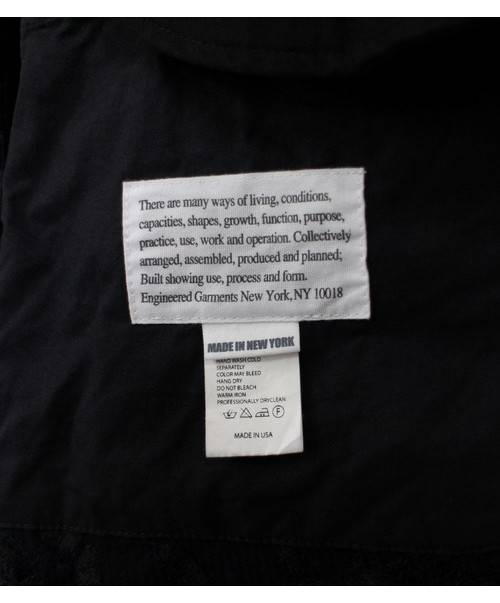 There are many ways of living, conditions,
capacities, shapes, growth, function, purpose,
practice, use, work and operation. Collectively
arranged, assembled, produced and planned;
Built showing use, process and form.
Engineered Garments New York, NY 10018
MADE IN NEW YORK
HAND WASH COLD
SEPARATELY
COLOR MAY BLEED
HANG DRY
DO NOT BLEACH
WARM IRON
PROFESSIONALLY DRYCLEAN
F
MADE IN USA